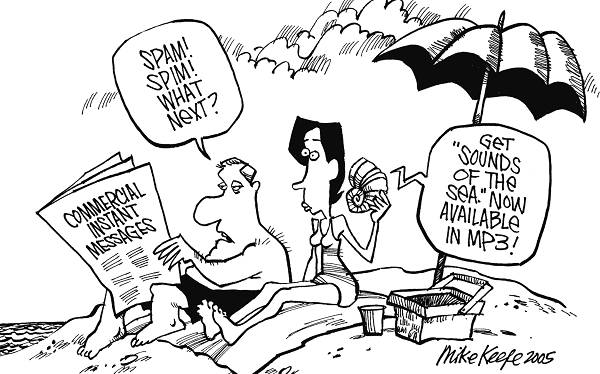 SPAM!
SPIM!
WHAT
NEXT?
COMMERCIAL
INSTANT
MESSAGES
GET
"SOUNDS
OF THE
SEA." NOW
AVAILABLE
IN MP3!
Mike Keefe 2005